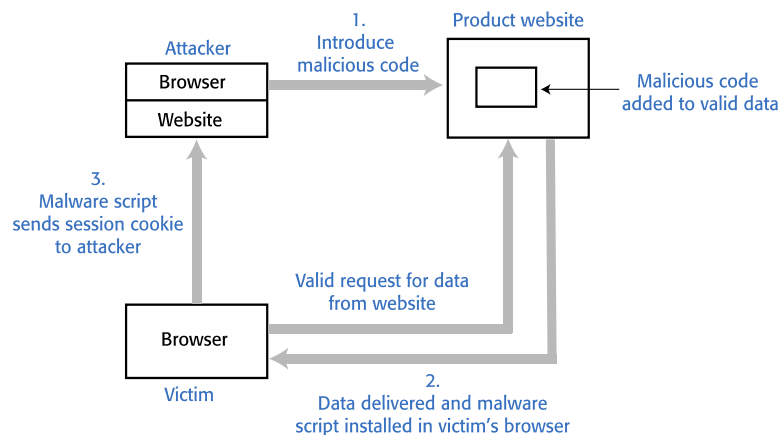 1.
Introduce
malicious code
Product website
Attacker
Browser
Website
Malicious code
added to valid data
3.
Malware script
sends session cookie
to attacker
Valid request for data
from website
Browser
Victim
2.
Data delivered and malware
script installed in victim’s browser